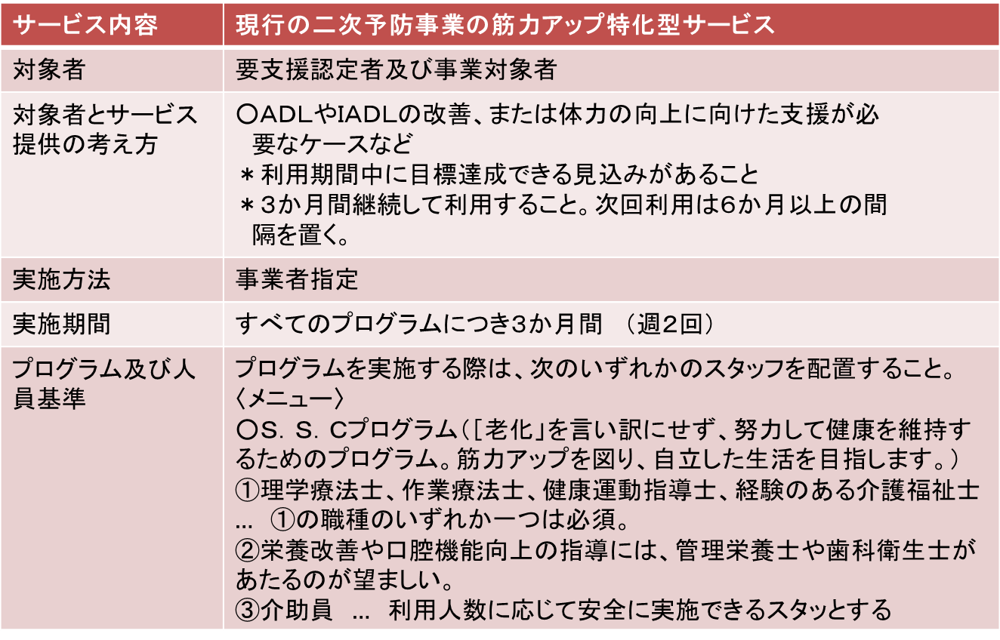 サービス内容
現行の二次予防事業の筋力アップ特化型サービス
対象者
要支援認定者及び事業対象者
対象者とサービス
提供の考え方
〇ADLやIADLの改善、または体力の向上に向けた支援が必
要なケースなど
＊利用期間中に目標達成できる見込みがあること
＊３か月間継続して利用すること。次回利用は６か月以上の間
隔を置く。
実施方法
事業者指定
実施期間
すべてのプログラムにつき３か月間　（週２回）
プログラム及び人
員基準
プログラムを実施する際は、次のいずれかのスタッフを配置すること。
〈メニュー〉
〇Ｓ．Ｓ．Ｃプログラム（［老化」を言い訳にせず、努力して健康を維持す
るためのプログラム。筋力アップを図り、自立した生活を目指します。）
①理学療法士、作業療法士、健康運動指導士、経験のある介護福祉士
…　①の職種のいずれか一つは必須。
②栄養改善や口腔機能向上の指導には、管理栄養士や歯科衛生士が
あたるのが望ましい。
③介助員　…　利用人数に応じて安全に実施できるスタッとする